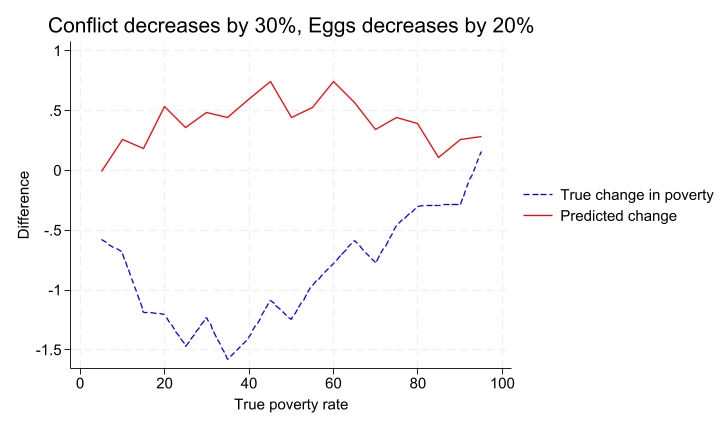 Conflict decreases by 30%, Eggs decreases by 20%
1
.5
0
-.5
-1
-1.5
Difference
0 20 40 60 80 100
True poverty rate
True change in poverty
Predicted change